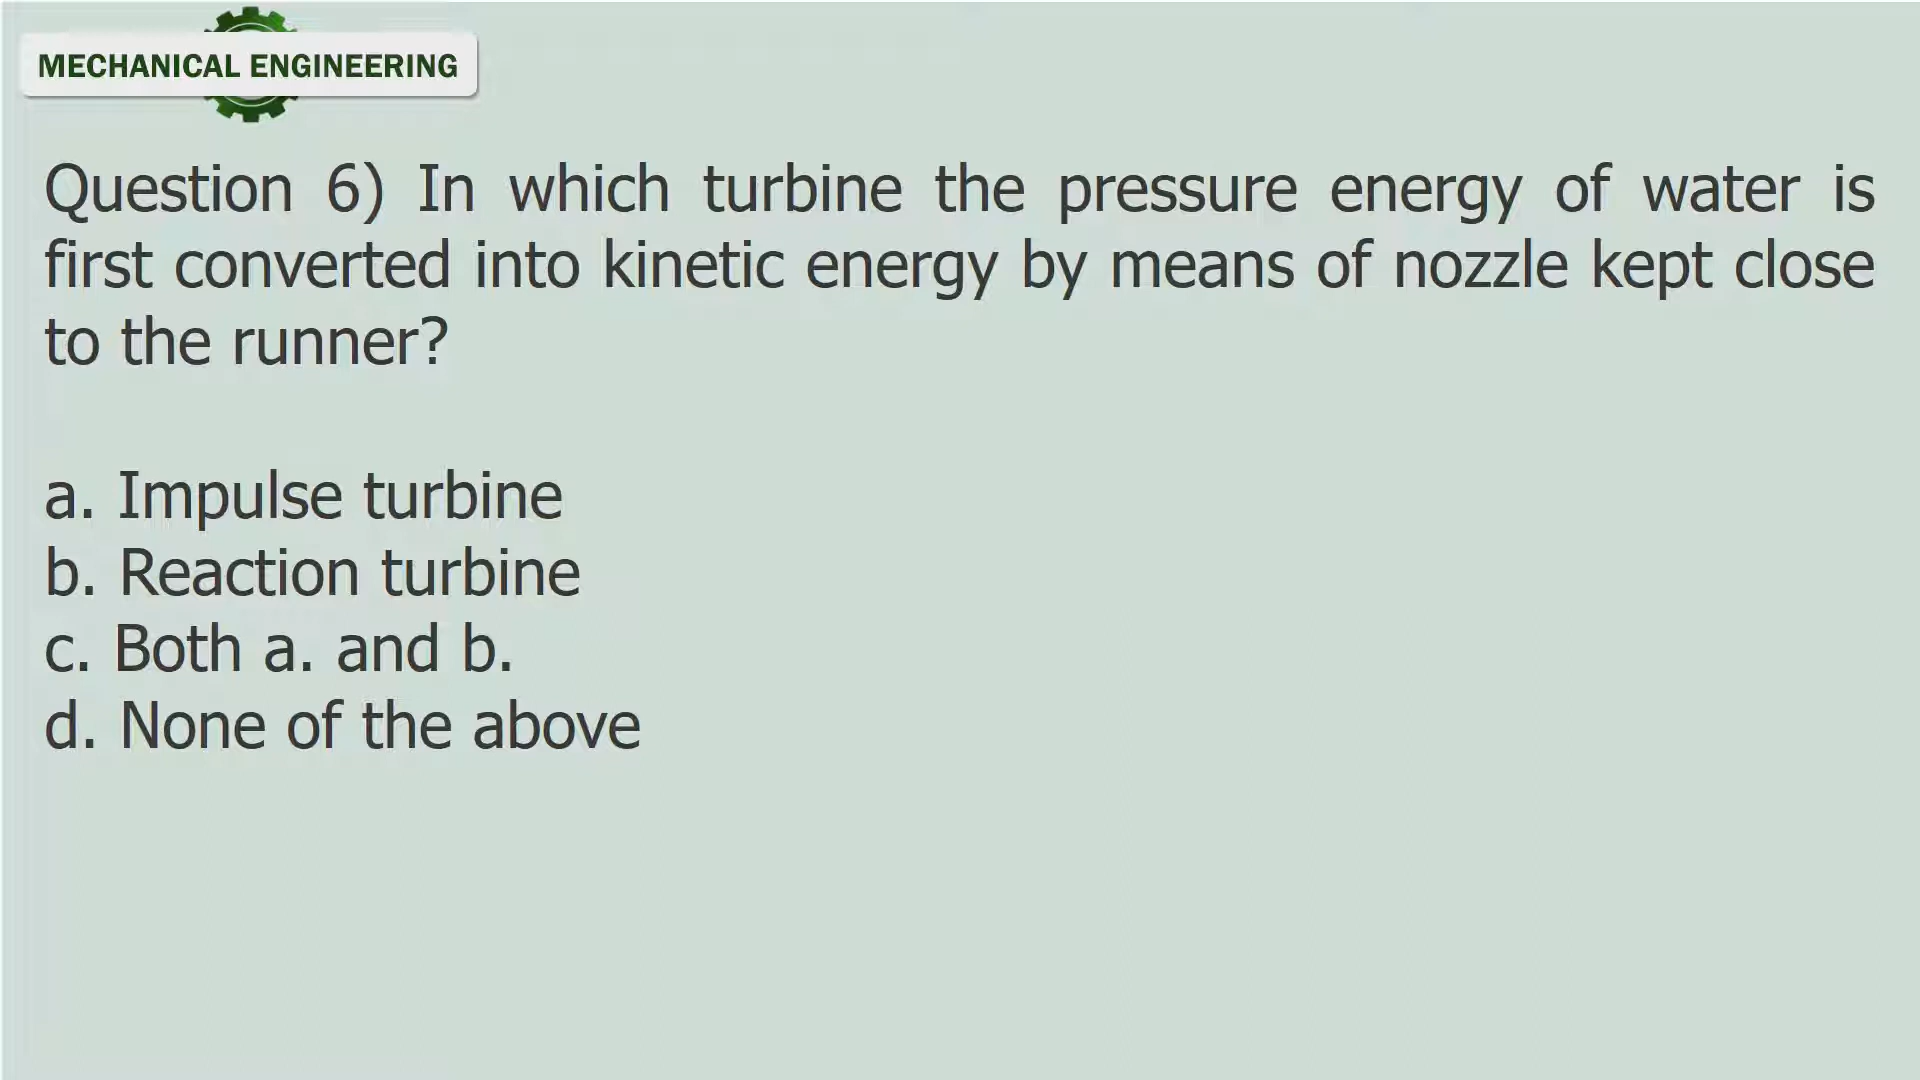 MECHANICAL ENGINEERING
Question 6) In which turbine the pressure energy of water is
first converted into kinetic energy by means of nozzle kept close
to the runner?
a. Impulse turbine
b. Reaction turbine
c. Both a. and b.
d. None of the above